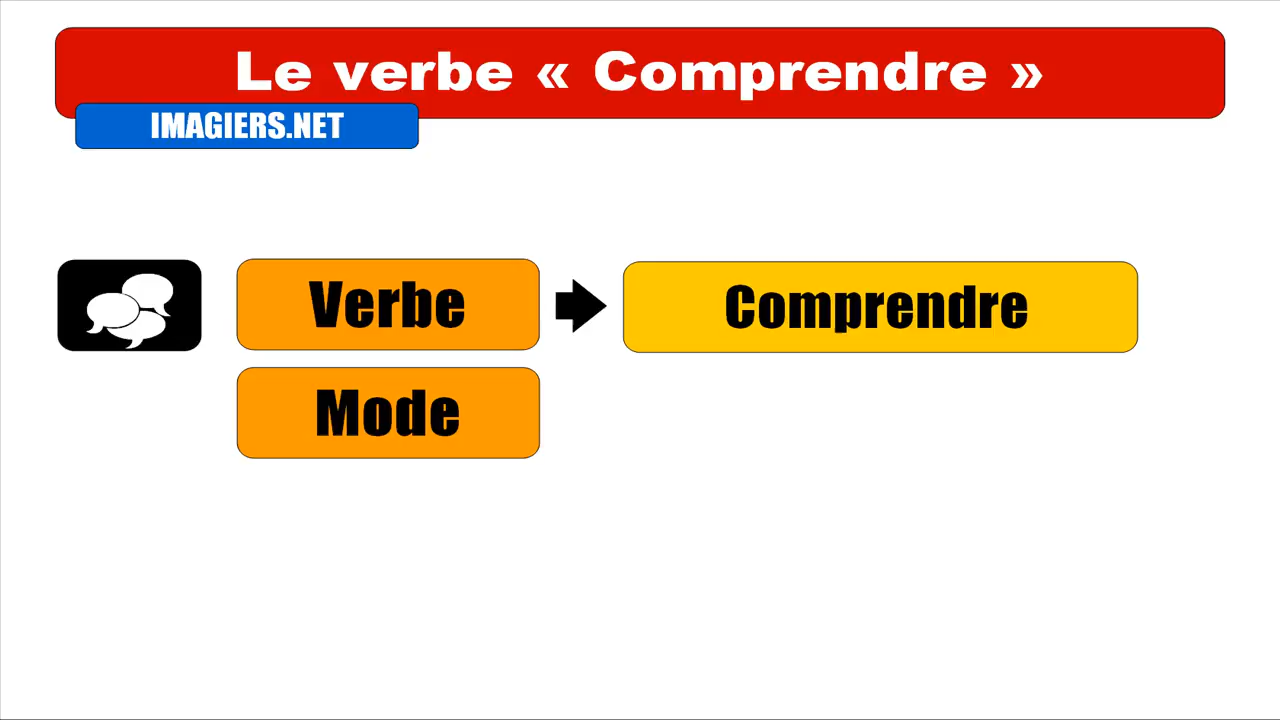 Le verbe « Comprendre »
IMAGIERS.NET
Verbe
Comprendre
Mode